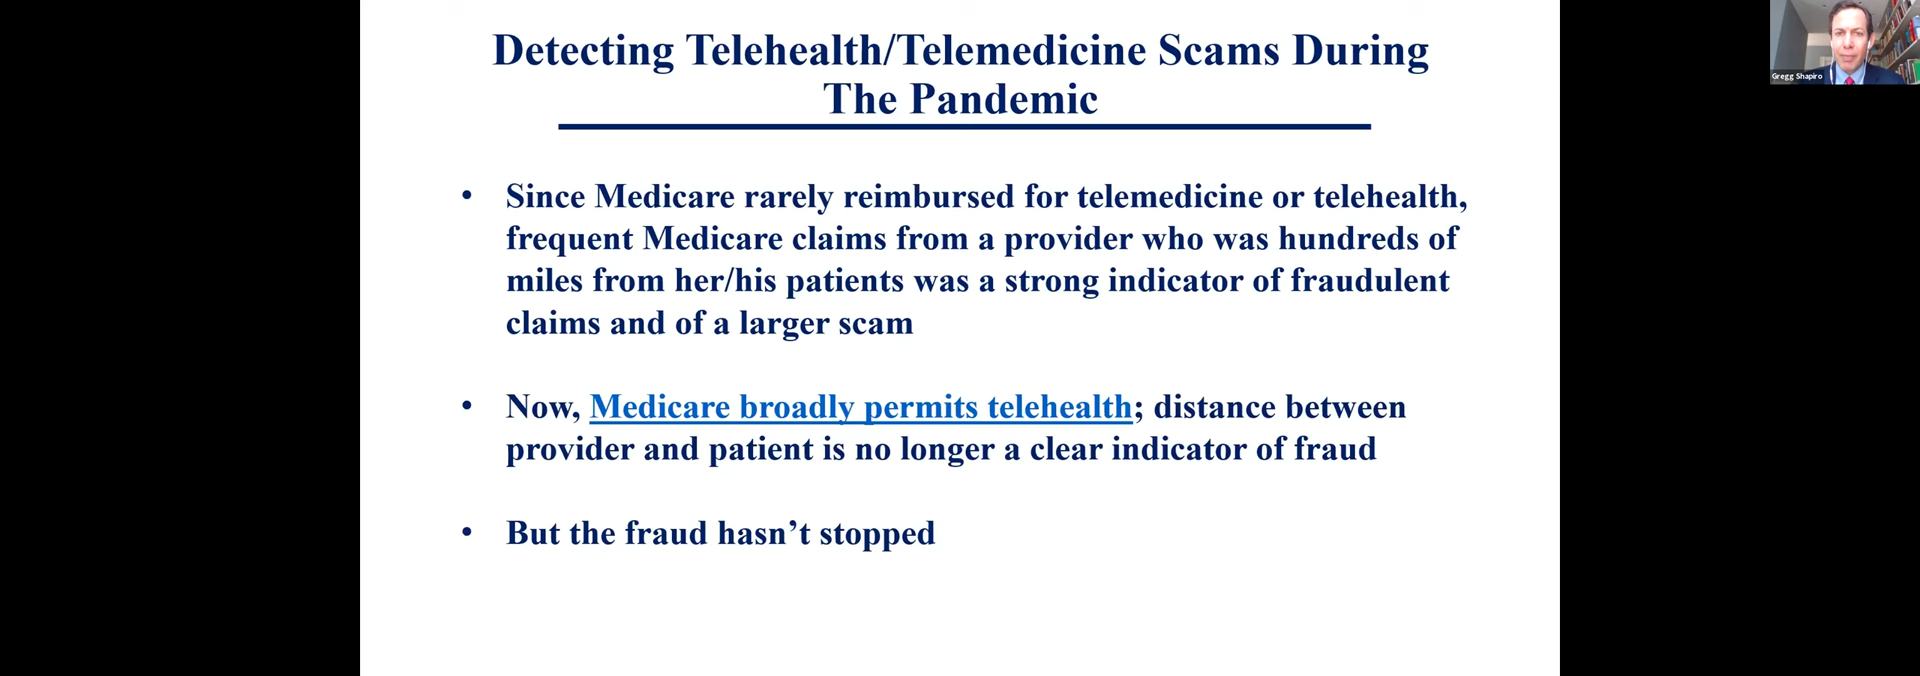 Detecting Telehealth/Telemedicine Scams During
The Pandemic
• Since Medicare rarely reimbursed for telemedicine or telehealth,
frequent Medicare claims from a provider who was hundreds of
miles from her/his patients was a strong indicator of fraudulent
claims and of a larger scam
• Now, Medicare broadly permits telehealth; distance between
provider and patient is no longer a clear indicator of fraud
• But the fraud hasn’t stopped
Gregg Shapiro